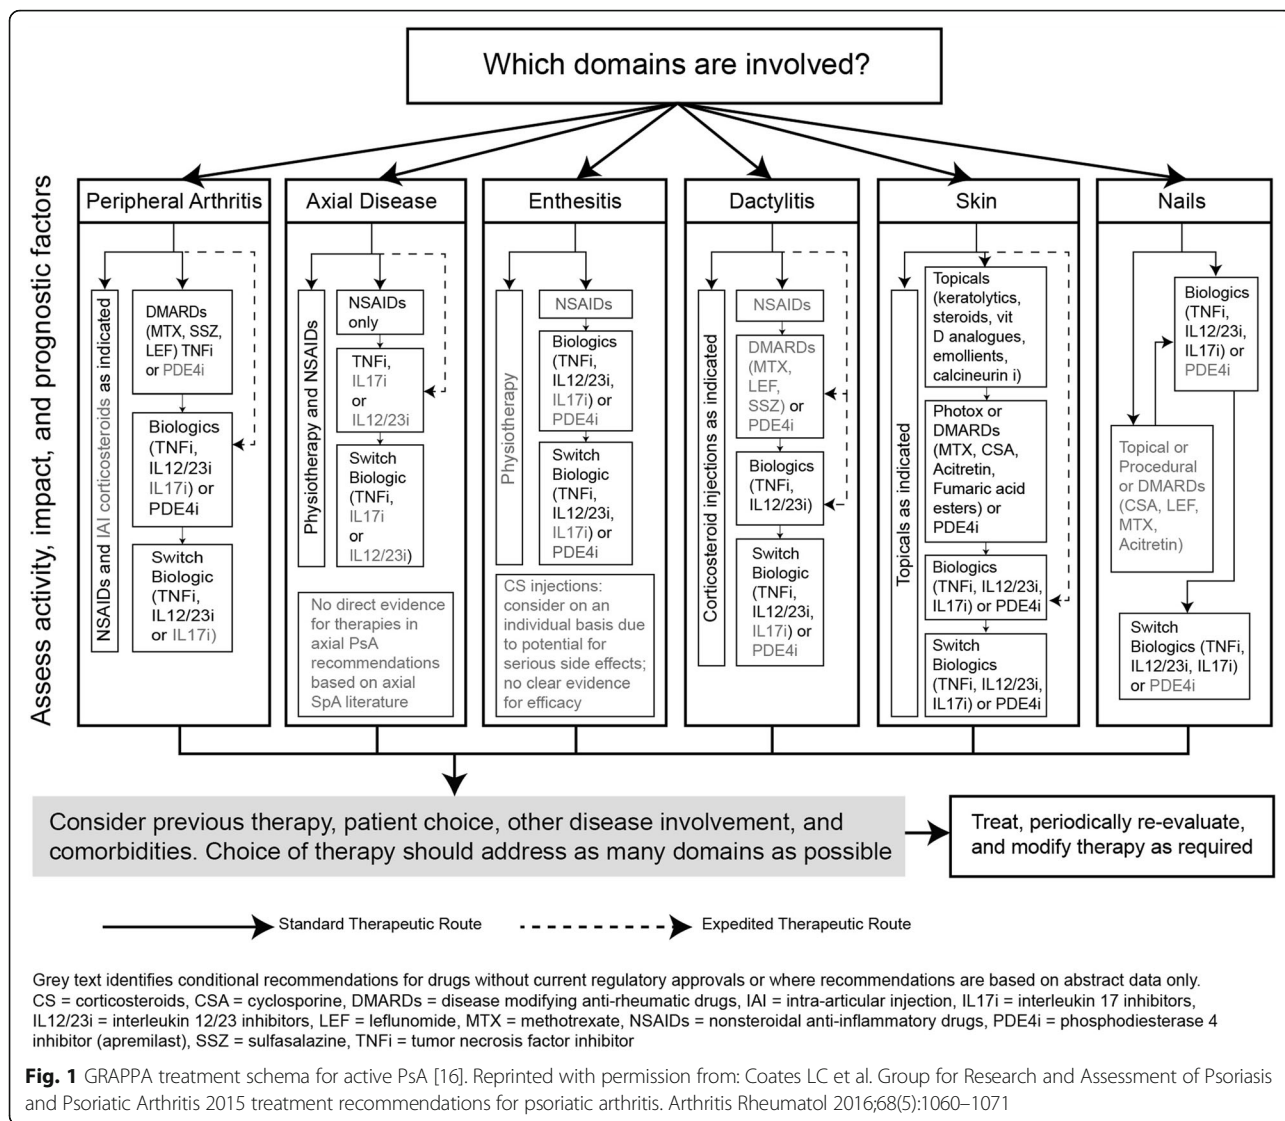 Which domains are involved?
Assess activity, impact, and prognostic factors
Peripheral Arthritis
NSAIDs and IAI corticosteroids as indicated
DMARDs
(MTX, SSZ,
LEF) TNFi
or PDE4i
Biologics
(TNFi,
IL12/23i
IL17i) or
PDE4i
Switch
Biologic
(TNFi,
IL12/23i
or IL17i)
Axial Disease
Physiotherapy and NSAIDs
NSAIDs
only
TNFi,
IL17i
or
IL12/23i
Switch
Biologic
(TNFi,
IL17i
or
IL12/23i)
No direct evidence
for therapies in
axial PsA
recommendations
based on axial
SpA literature
Enthesitis
Physiotherapy
NSAIDs
Biologics
(TNFi,
IL12/23i,
IL17i) or
PDE4i
Switch
Biologic
(TNFi,
IL12/23i,
IL17i) or
PDE4i
CS injections:
consider on an
individual basis due
to potential for
serious side effects;
no clear evidence
for efficacy
Dactylitis
Corticosteroid injections as indicated
NSAIDs
DMARDs
(MTX,
LEF,
SSZ) or
PDE4i
Biologics
(TNFi,
IL12/23i)
Switch
Biologic
(TNFi,
IL12/23i,
IL17i) or
PDE4i
Skin
Topicals as indicated
Topicals
(keratolytics,
steroids, vit
D analogues,
emollients,
calcineurin i)
Photox or
DMARDs
(MTX, CSA,
Acitretin,
Fumaric acid
esters) or
PDE4i
Biologics
(TNFi, IL12/23i,
IL17i) or PDE4i
Switch
Biologics
(TNFi, IL12/23i,
IL17i) or PDE4i
Nails
Biologics
(TNFi,
IL12/23i,
IL17i) or
PDE4i
Topical or
Procedural
or DMARDs
(CSA, LEF,
MTX,
Acitretin)
Switch
Biologics (TNFi,
IL12/23i, IL17i)
or PDE4i
Consider previous therapy, patient choice, other disease involvement, and
comorbidities. Choice of therapy should address as many domains as possible
Treat, periodically re-evaluate,
and modify therapy as required
Standard Therapeutic Route
Expedited Therapeutic Route
Grey text identifies conditional recommendations for drugs without current regulatory approvals or where recommendations are based on abstract data only.
CS = corticosteroids, CSA = cyclosporine, DMARDs = disease modifying anti-rheumatic drugs, IAI = intra-articular injection, IL17i = interleukin 17 inhibitors,
IL12/23i = interleukin 12/23 inhibitors, LEF = leflunomide, MTX = methotrexate, NSAIDs = nonsteroidal anti-inflammatory drugs, PDE4i = phosphodiesterase 4
inhibitor (apremilast), SSZ = sulfasalazine, TNFi = tumor necrosis factor inhibitor
Fig. 1 GRAPPA treatment schema for active PsA [16]. Reprinted with permission from: Coates LC et al. Group for Research and Assessment of Psoriasis
and Psoriatic Arthritis 2015 treatment recommendations for psoriatic arthritis. Arthritis Rheumatol 2016;68(5):1060–1071